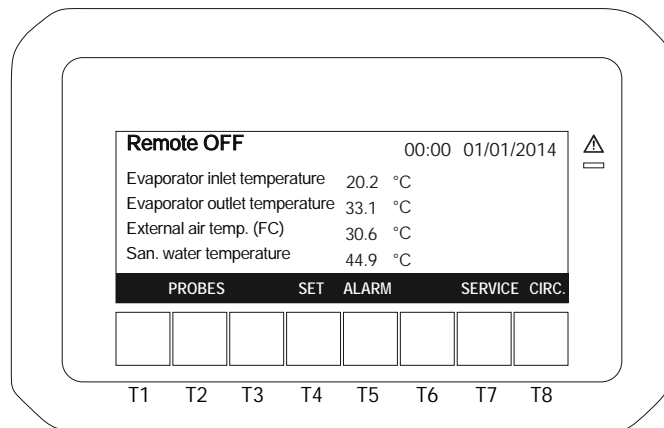 Remote OFF 00:00 01/01/2014
Evaporator inlet temperature 20.2 °C
Evaporator outlet temperature 33.1 °C
External air temp. (FC) 30.6 °C
San. water temperature 44.9 °C
PROBES SET ALARM SERVICE CIRC.
T1 T2 T3 T4 T5 T6 T7 T8